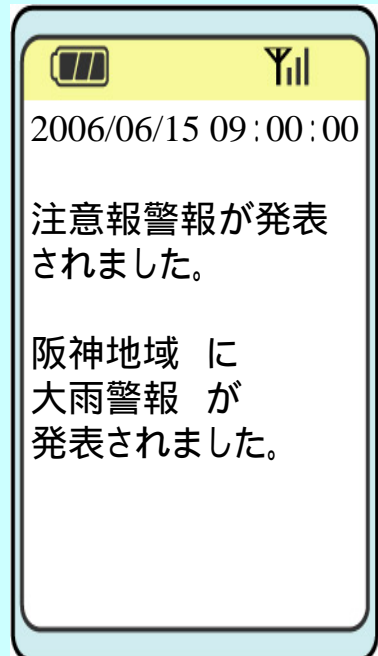 2006/06/15 09:00:00
注意報警報が発表
されました。
阪神地域 に
大雨警報 が
発表されました。